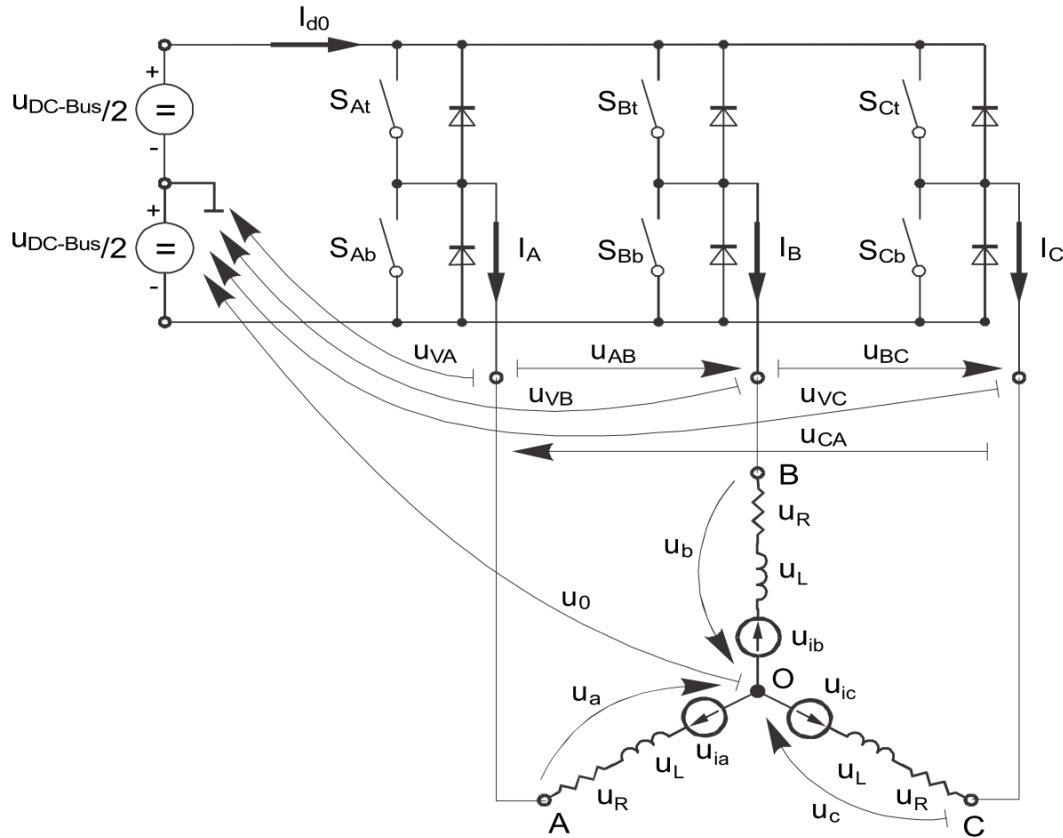 I_d0
+
S_At
S_Bt
S_Ct
u_DC-Bus/2
=
-
+
u_DC-Bus/2
=
-
S_Ab
I_A
S_Bb
I_B
S_Cb
I_C
u_VA
u_AB
u_BC
u_VB
u_VC
u_CA
B
u_R
u_b
u_L
u_0
u_ib
O
u_ic
u_a
u_ia
u_L
u_L
u_R
u_c
u_R
A
C